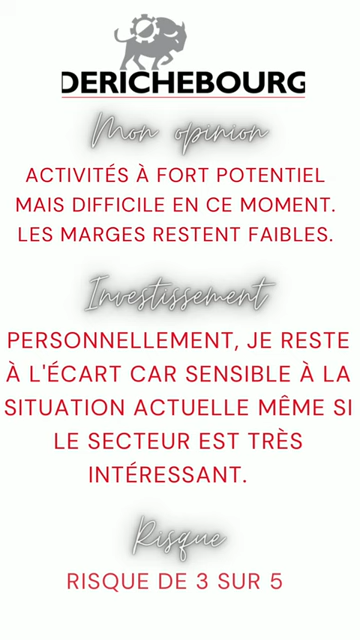 DERICHEBOURG
Mon opinion
ACTIVITÉS À FORT POTENTIEL
MAIS DIFFICILE EN CE MOMENT.
LES MARGES RESTENT FAIBLES.
Investissement
PERSONNELLEMENT, JE RESTE
À L'ÉCART CAR SENSIBLE À LA
SITUATION ACTUELLE MÊME SI
LE SECTEUR EST TRÈS
INTÉRESSANT.
Risque
RISQUE DE 3 SUR 5